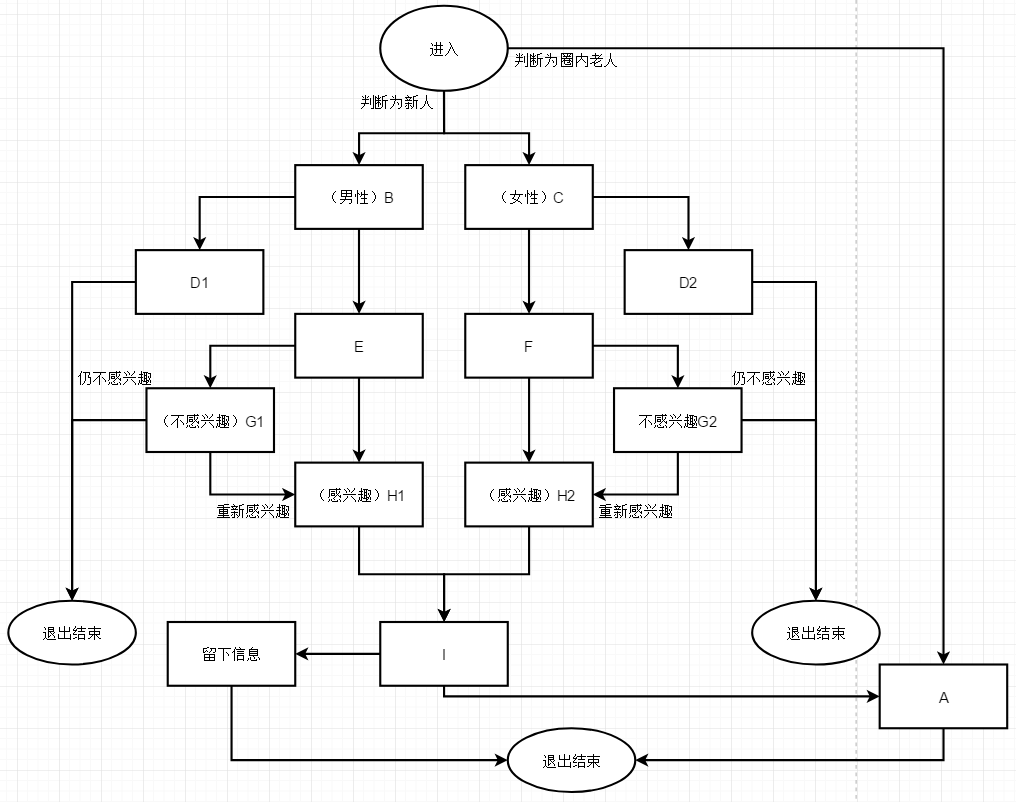 进入
判断为圈内老人
判断为新人
（男性）B
（女性）C
D1
D2
E
F
仍不感兴趣
仍不感兴趣
（不感兴趣）G1
不感兴趣G2
（感兴趣）H1
（感兴趣）H2
重新感兴趣
重新感兴趣
退出结束
退出结束
留下信息
I
A
退出结束